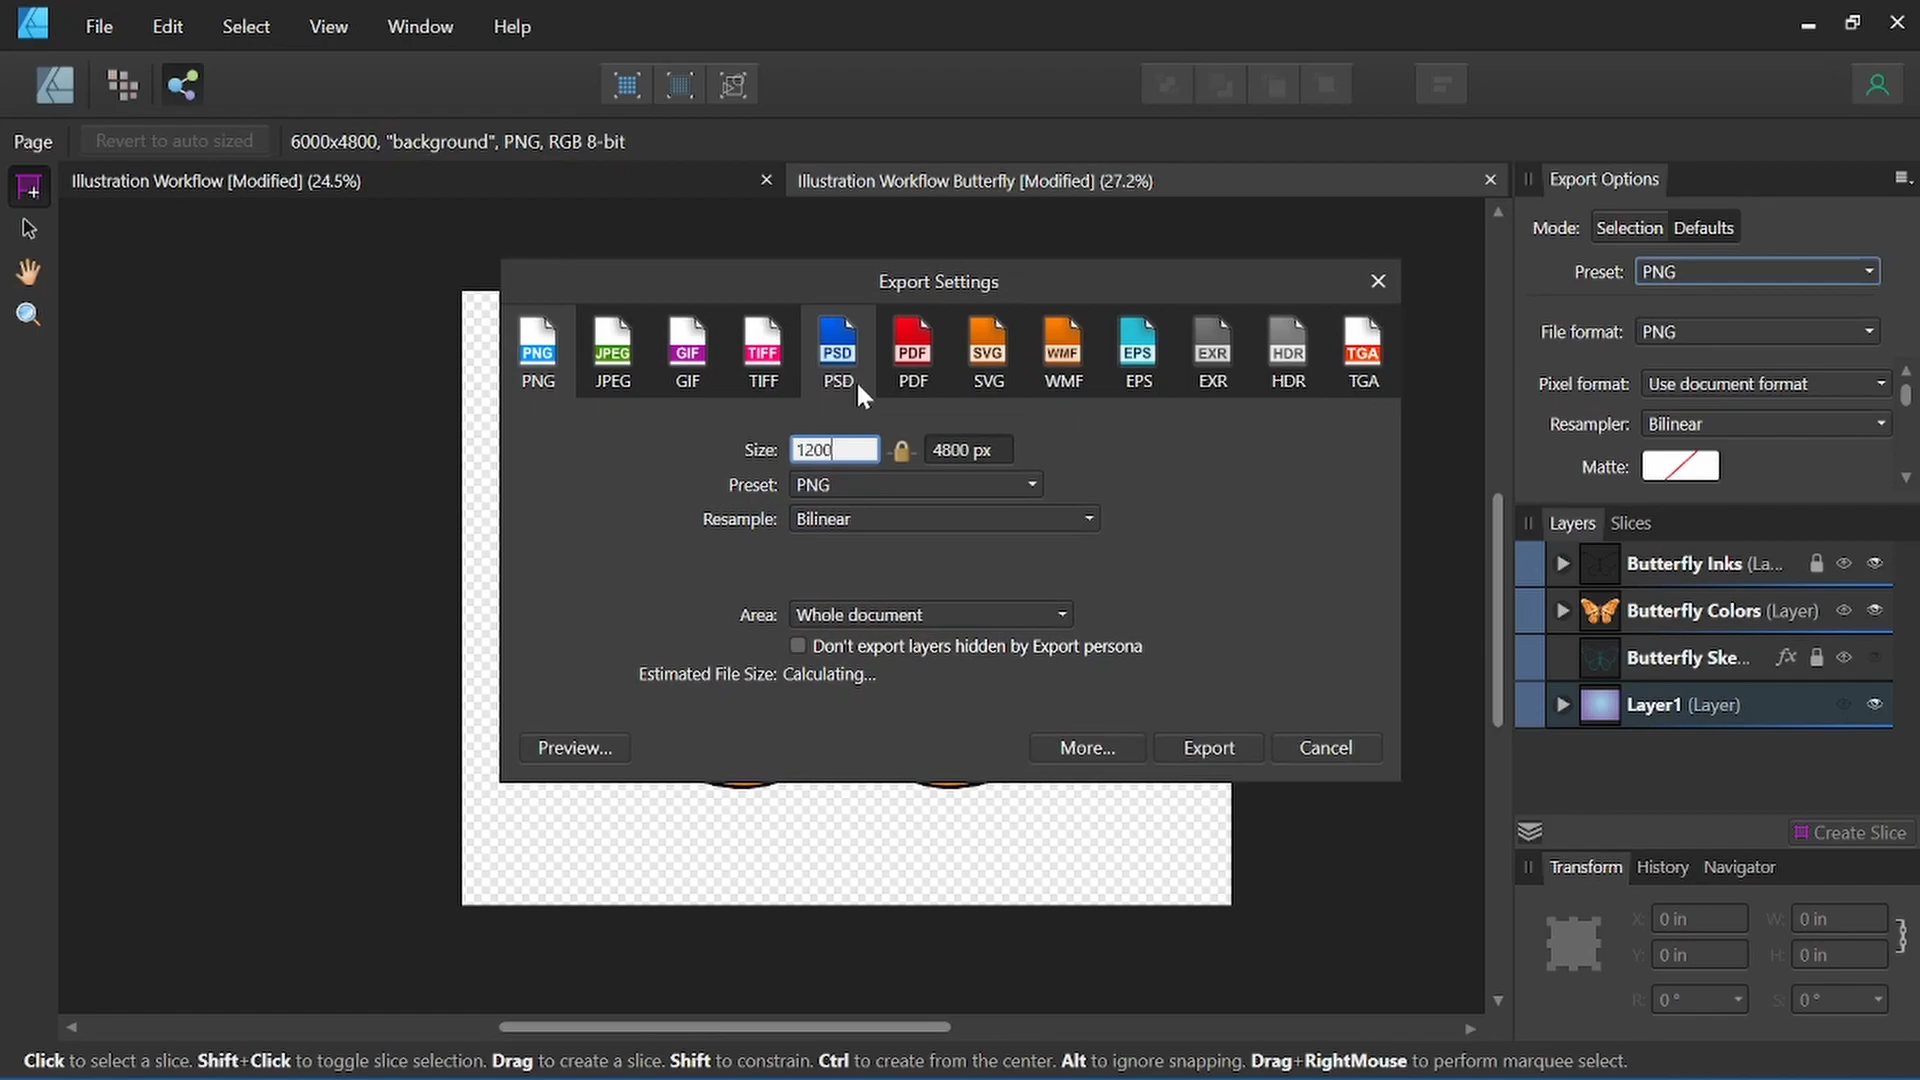 File Edit Select View Window Help
Page Revert to auto sized 6000x4800, "background", PNG, RGB 8-bit
Illustration Workflow [Modified] (24.5%)
Illustration Workflow Butterfly [Modified] (27.2%)
Export Options
Mode: Selection Defaults
Preset: PNG
File format: PNG
Pixel format: Use document format
Resampler: Bilinear
Matte:
Export Settings
PNG JPEG GIF TIFF PSD PDF SVG WMF EPS EXR HDR TGA
PNG JPEG GIF TIFF PSD PDF SVG WMF EPS EXR HDR TGA
Size: 1200 4800 px
Preset: PNG
Resample: Bilinear
Area: Whole document
Don't export layers hidden by Export persona
Estimated File Size: Calculating...
Preview... More... Export Cancel
Layers Slices
Butterfly Inks (La...
Butterfly Colors (Layer)
Butterfly Ske... fx
Layer1 (Layer)
Create Slice
Transform History Navigator
X: 0 in W: 0 in
Y: 0 in H: 0 in
R: 0 ° S: 0 °
Click to select a slice. Shift+Click to toggle slice selection. Drag to create a slice. Shift to constrain. Ctrl to create from the center. Alt to ignore snapping. Drag+RightMouse to perform marquee select.